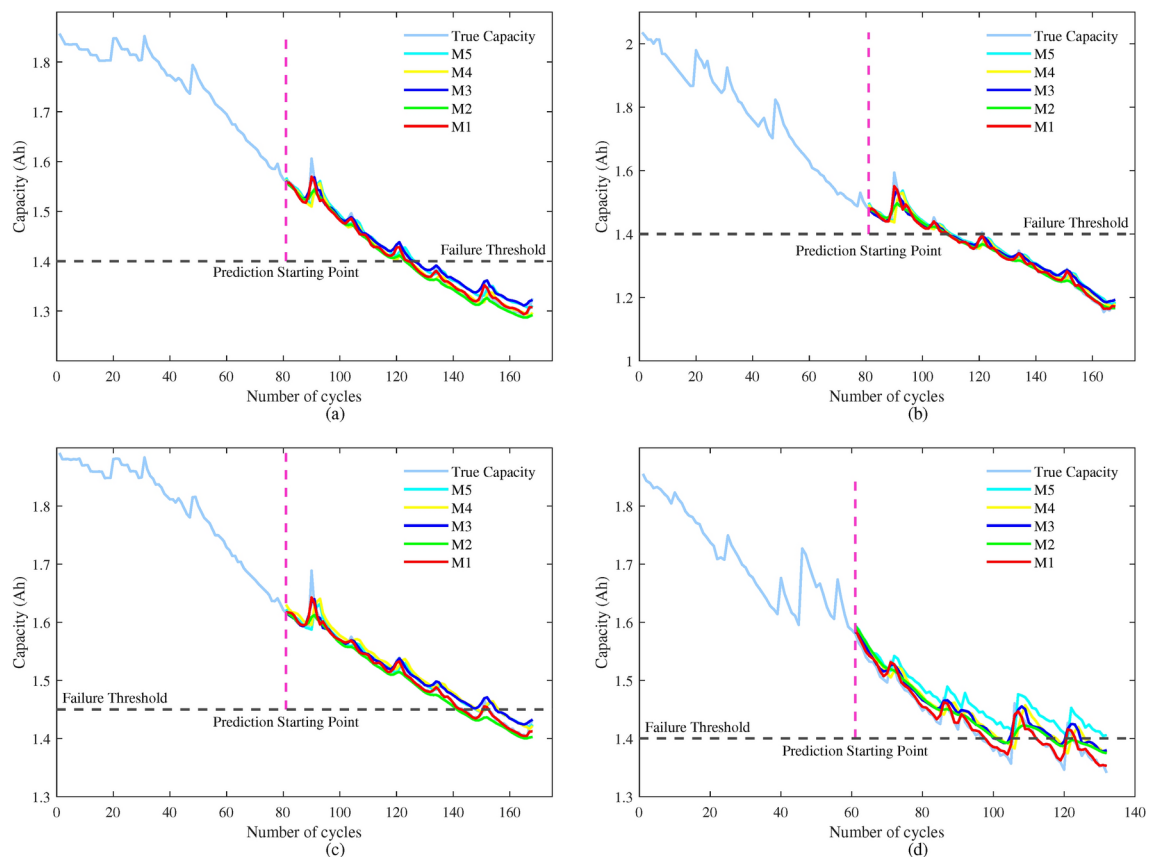 True Capacity
M5
M4
M3
M2
M1
Failure Threshold
Prediction Starting Point
Capacity (Ah)
1.8
1.7
1.6
1.5
1.4
1.3
0 20 40 60 80 100 120 140 160
Number of cycles
(a)
True Capacity
M5
M4
M3
M2
M1
Failure Threshold
Prediction Starting Point
Capacity (Ah)
2
1.8
1.6
1.4
1.2
1
0 20 40 60 80 100 120 140 160
Number of cycles
(b)
True Capacity
M5
M4
M3
M2
M1
Failure Threshold
Prediction Starting Point
Capacity (Ah)
1.8
1.7
1.6
1.5
1.4
1.3
0 20 40 60 80 100 120 140 160
Number of cycles
(c)
True Capacity
M5
M4
M3
M2
M1
Failure Threshold
Prediction Starting Point
Capacity (Ah)
1.9
1.8
1.7
1.6
1.5
1.4
1.3
0 20 40 60 80 100 120 140
Number of cycles
(d)